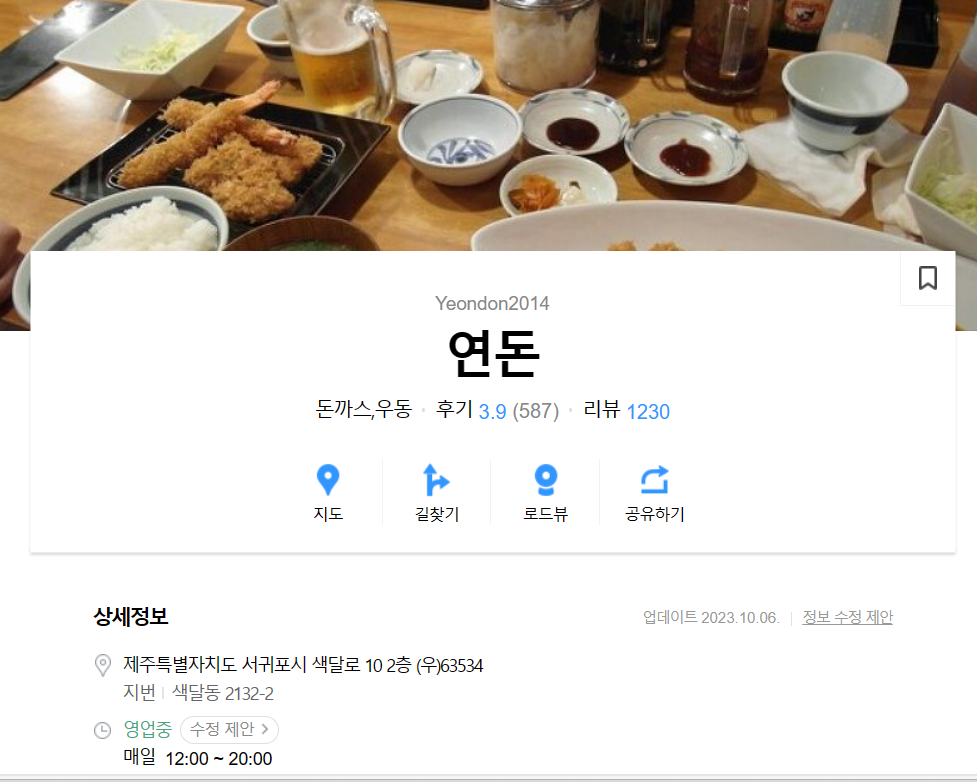 Yeondon2014
연돈
돈까스,우동 · 후기 3.9 (587) · 리뷰 1230
지도 길찾기 로드뷰 공유하기
상세정보 업데이트 2023.10.06. 정보 수정 제안
제주특별자치도 서귀포시 색달로 10 2층 (우)63534
지번 색달동 2132-2
영업중 수정 제안 >
매일 12:00 ~ 20:00